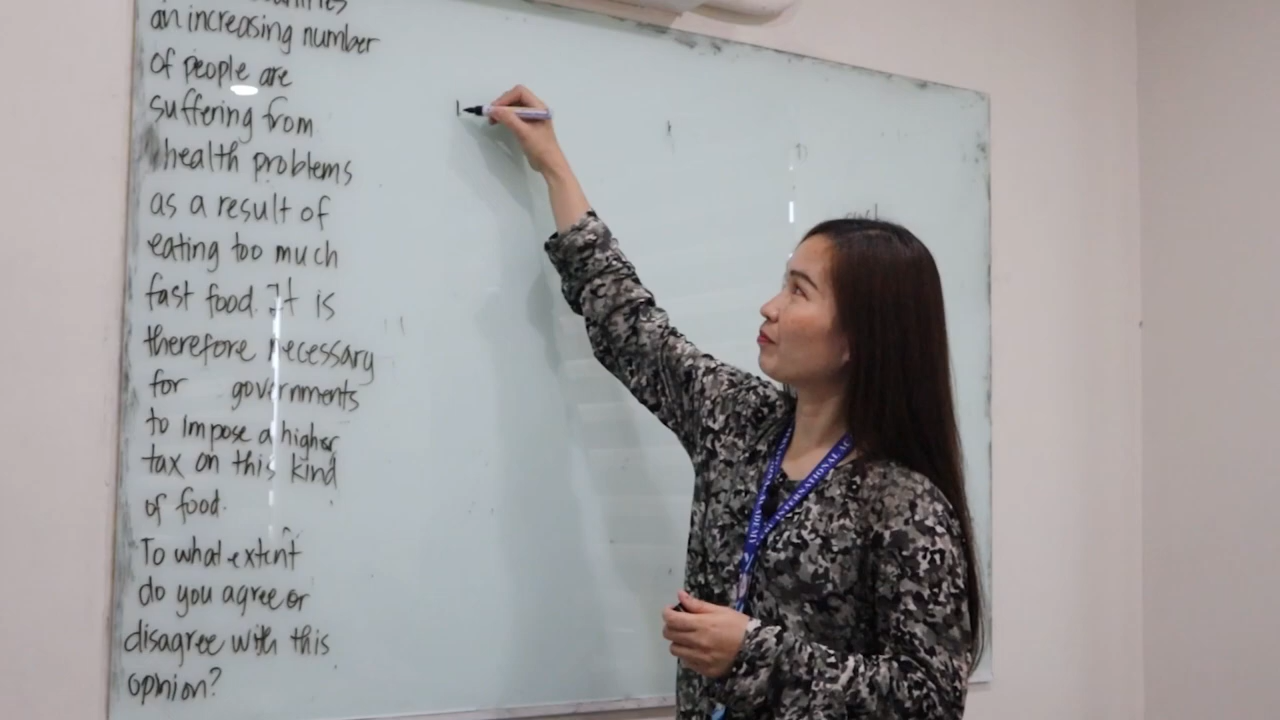 an increasing number
of people are
suffering from
health problems
as a result of
eating too much
fast food. It is
therefore necessary
for governments
to impose a higher
tax on this kind
of food.
To what extent
do you agree or
disagree with this
opinion?
INTERNATIONAL